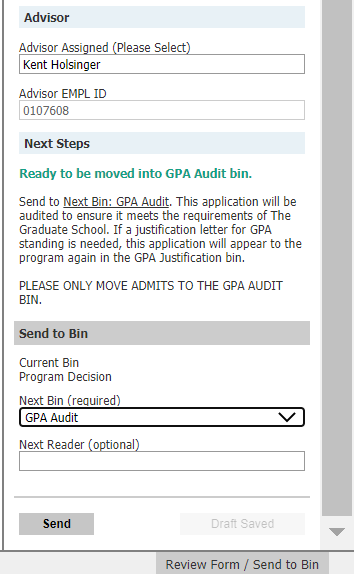 Advisor
Advisor Assigned (Please Select)
Kent Holsinger
Advisor EMPL ID
0107608
Next Steps
Ready to be moved into GPA Audit bin.
Send to Next Bin: GPA Audit. This application will be
audited to ensure it meets the requirements of The
Graduate School. If a justification letter for GPA
standing is needed, this application will appear to the
program again in the GPA Justification bin.
PLEASE ONLY MOVE ADMITS TO THE GPA AUDIT
BIN.
Send to Bin
Current Bin
Program Decision
Next Bin (required)
GPA Audit
Next Reader (optional)
Send
Draft Saved
Review Form / Send to Bin